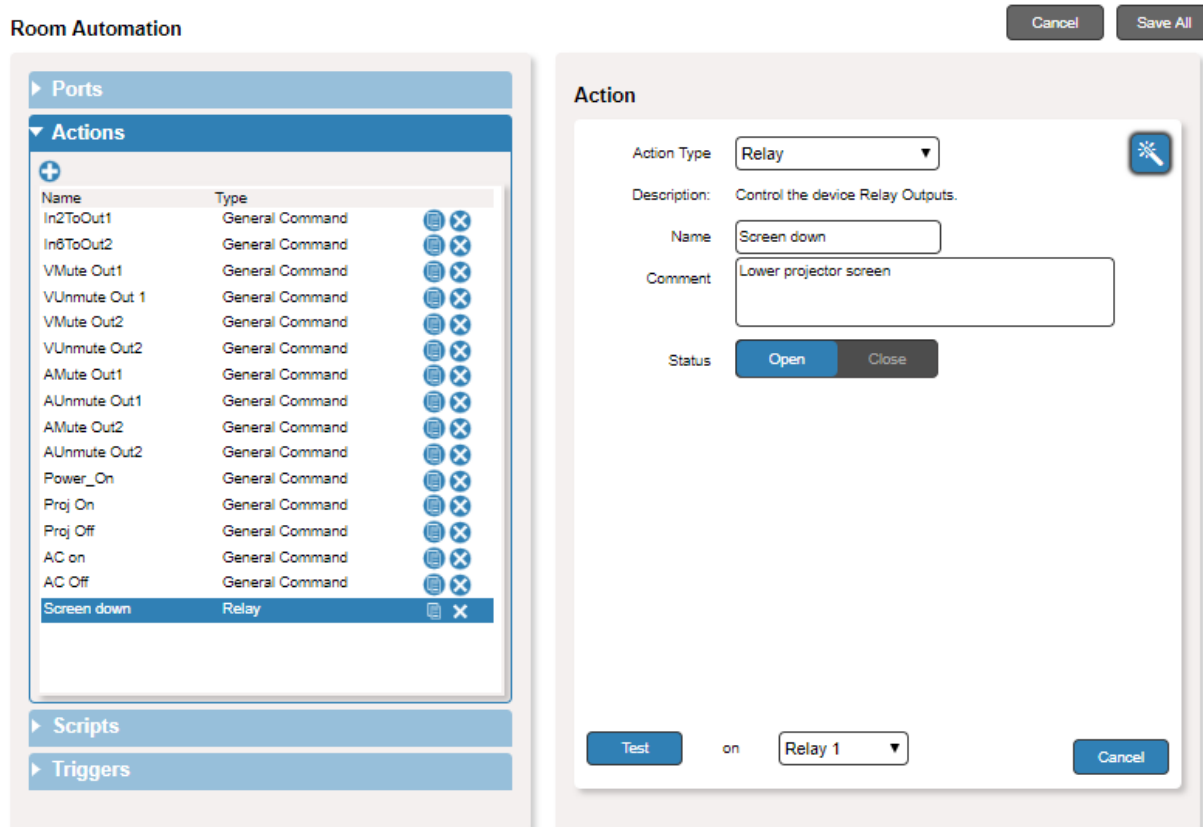 Room Automation
Cancel
Save All
Ports
Actions
Name Type
In2ToOut1 General Command
In6ToOut2 General Command
VMute Out1 General Command
VUnmute Out 1 General Command
VMute Out2 General Command
VUnmute Out2 General Command
AMute Out1 General Command
AUnmute Out1 General Command
AMute Out2 General Command
AUnmute Out2 General Command
Power_On General Command
Proj On General Command
Proj Off General Command
AC on General Command
AC Off General Command
Screen down Relay
Scripts
Triggers
Action
Action Type Relay
Description: Control the device Relay Outputs.
Name Screen down
Comment Lower projector screen
Status Open Close
Test on Relay 1
Cancel